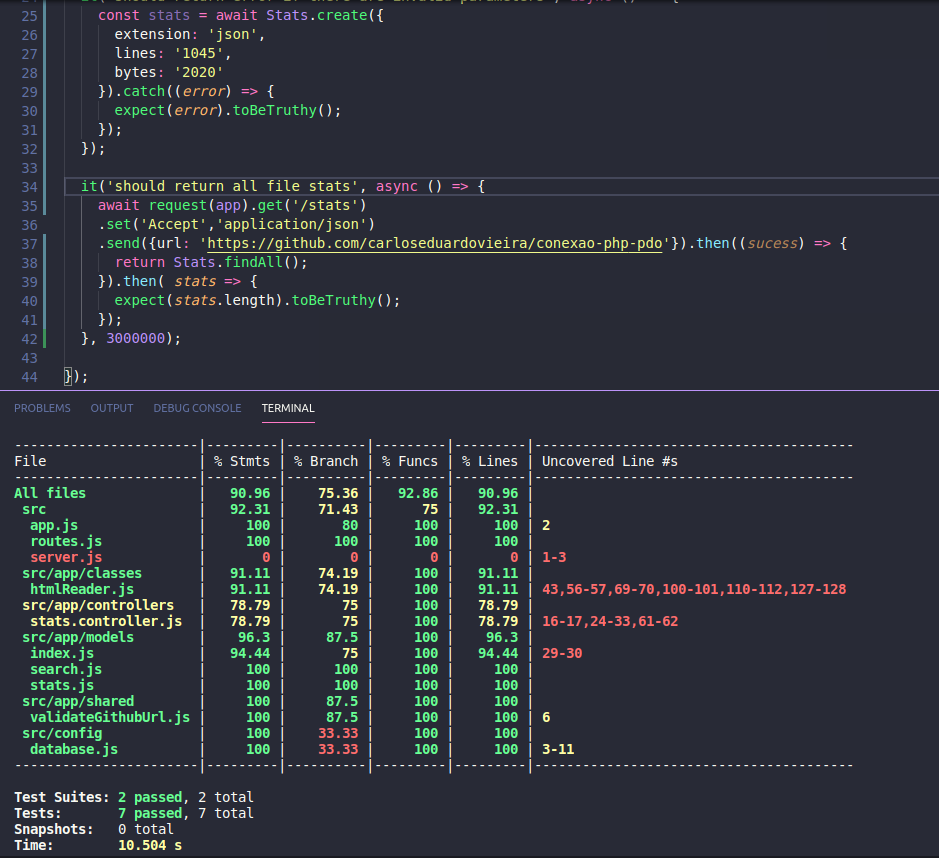 25 const stats = await Stats.create({
26 extension: 'json',
27 lines: '1045',
28 bytes: '2020'
29 }).catch((error) => {
30 expect(error).toBeTruthy();
31 });
32 });
33
34 it('should return all file stats', async () => {
35 await request(app).get('/stats')
36 .set('Accept','application/json')
37 .send({url: 'https://github.com/carloseduardovieira/conexao-php-pdo'}).then((sucess) => {
38 return Stats.findAll();
39 }).then( stats => {
40 expect(stats.length).toBeTruthy();
41 });
42 }, 3000000);
43
44 });
PROBLEMS OUTPUT DEBUG CONSOLE TERMINAL
-----------------------|---------|----------|---------|---------|----------------------------------------
File | % Stmts | % Branch | % Funcs | % Lines | Uncovered Line #s
-----------------------|---------|----------|---------|---------|----------------------------------------
All files | 90.96 | 75.36 | 92.86 | 90.96 |
src | 92.31 | 71.43 | 75 | 92.31 |
app.js | 100 | 80 | 100 | 100 | 2
routes.js | 100 | 100 | 100 | 100 |
server.js | 0 | 0 | 0 | 0 | 1-3
src/app/classes | 91.11 | 74.19 | 100 | 91.11 |
htmlReader.js | 91.11 | 74.19 | 100 | 91.11 | 43,56-57,69-70,100-101,110-112,127-128
src/app/controllers | 78.79 | 75 | 100 | 78.79 |
stats.controller.js | 78.79 | 75 | 100 | 78.79 | 16-17,24-33,61-62
src/app/models | 96.3 | 87.5 | 100 | 96.3 |
index.js | 94.44 | 75 | 100 | 94.44 | 29-30
search.js | 100 | 100 | 100 | 100 |
stats.js | 100 | 100 | 100 | 100 |
src/app/shared | 100 | 87.5 | 100 | 100 |
validateGithubUrl.js | 100 | 87.5 | 100 | 100 | 6
src/config | 100 | 33.33 | 100 | 100 |
database.js | 100 | 33.33 | 100 | 100 | 3-11
-----------------------|---------|----------|---------|---------|----------------------------------------
Test Suites: 2 passed, 2 total
Tests: 7 passed, 7 total
Snapshots: 0 total
Time: 10.504 s